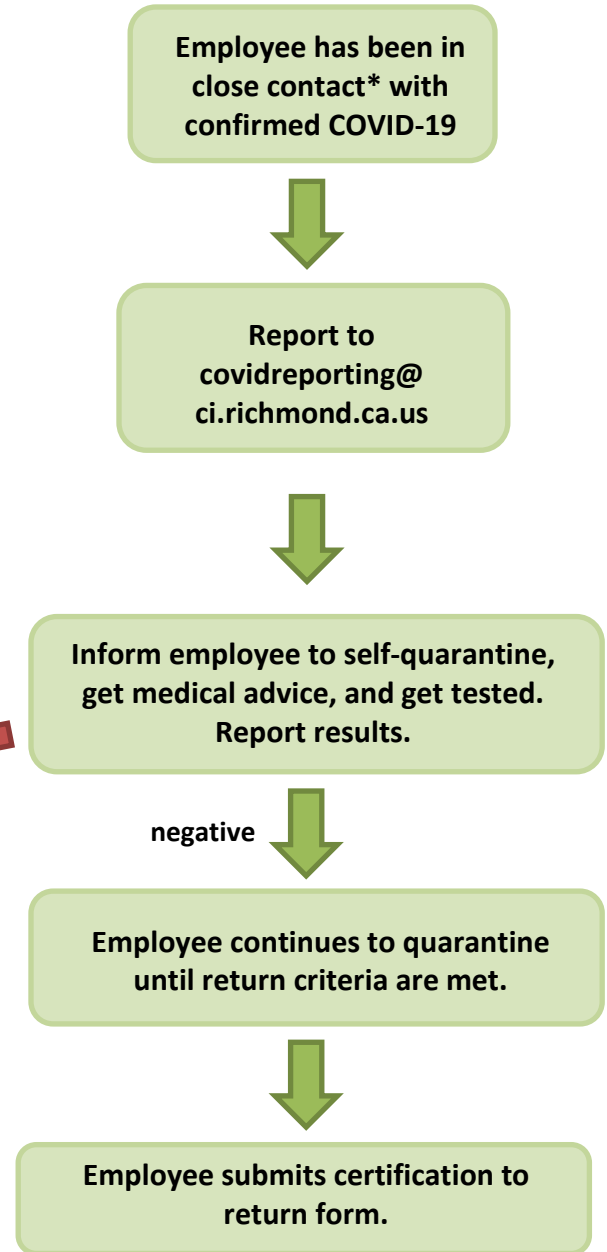 Employee has been in
close contact* with
confirmed COVID-19
Report to
covidreporting@
ci.richmond.ca.us
Inform employee to self-quarantine,
get medical advice, and get tested.
Report results.
negative
Employee continues to quarantine
until return criteria are met.
Employee submits certification to
return form.